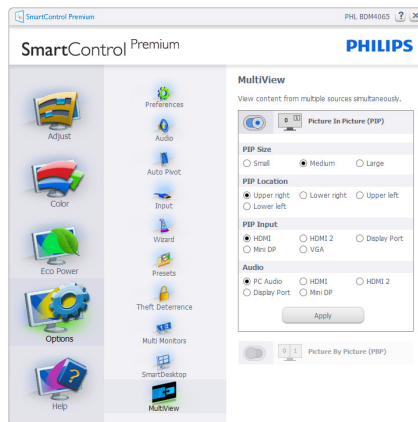 SmartControl Premium
PHL BDM4065 ? X
SmartControl Premium
PHILIPS
Adjust
Color
Eco Power
Options
Help
Preferences
Audio
Auto Pivot
Input
Wizard
Presets
Theft Deterrence
Multi Monitors
SmartDesktop
MultiView
MultiView
View content from multiple sources simultaneously.
0 1 Picture In Picture (PIP)
PIP Size
Small Medium Large
PIP Location
Upper right Lower right Upper left
Lower left
PIP Input
HDMI HDMI 2 Display Port
Mini DP VGA
Audio
PC Audio HDMI HDMI 2
Display Port Mini DP
Apply
0 1 Picture By Picture (PBP)